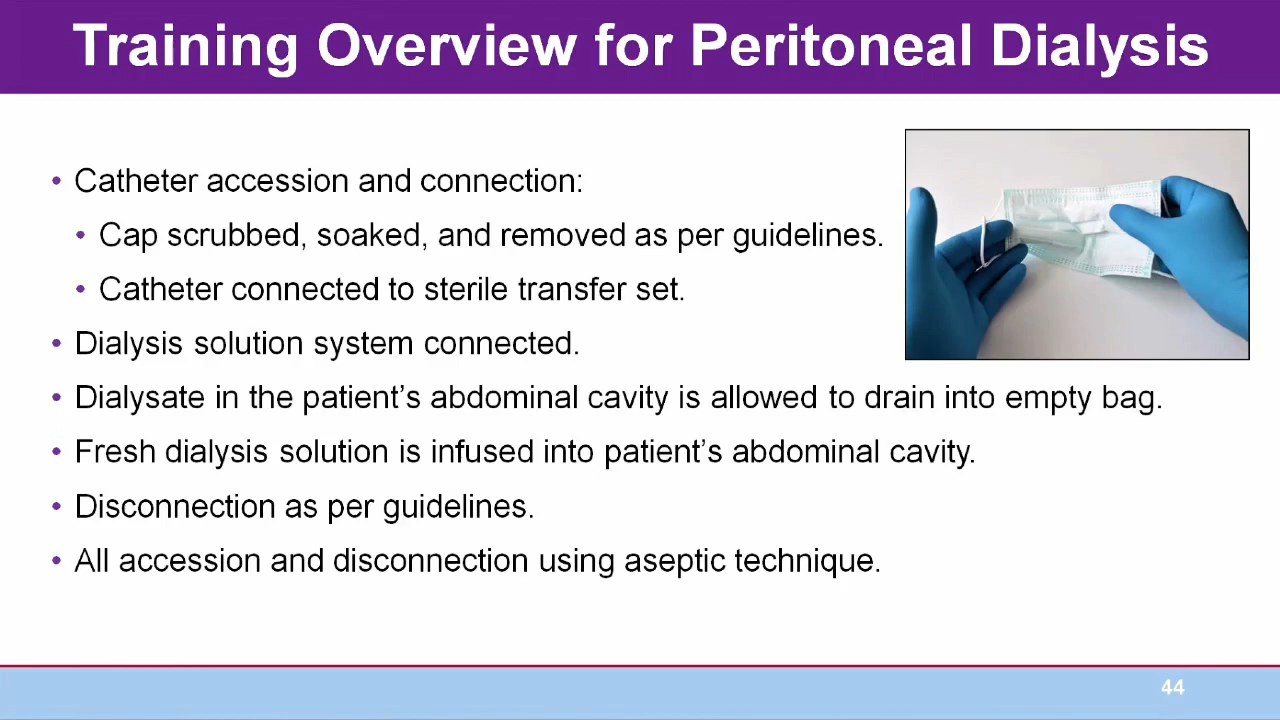 Training Overview for Peritoneal Dialysis
• Catheter accession and connection:
• Cap scrubbed, soaked, and removed as per guidelines.
• Catheter connected to sterile transfer set.
• Dialysis solution system connected.
• Dialysate in the patient’s abdominal cavity is allowed to drain into empty bag.
• Fresh dialysis solution is infused into patient’s abdominal cavity.
• Disconnection as per guidelines.
• All accession and disconnection using aseptic technique.
44